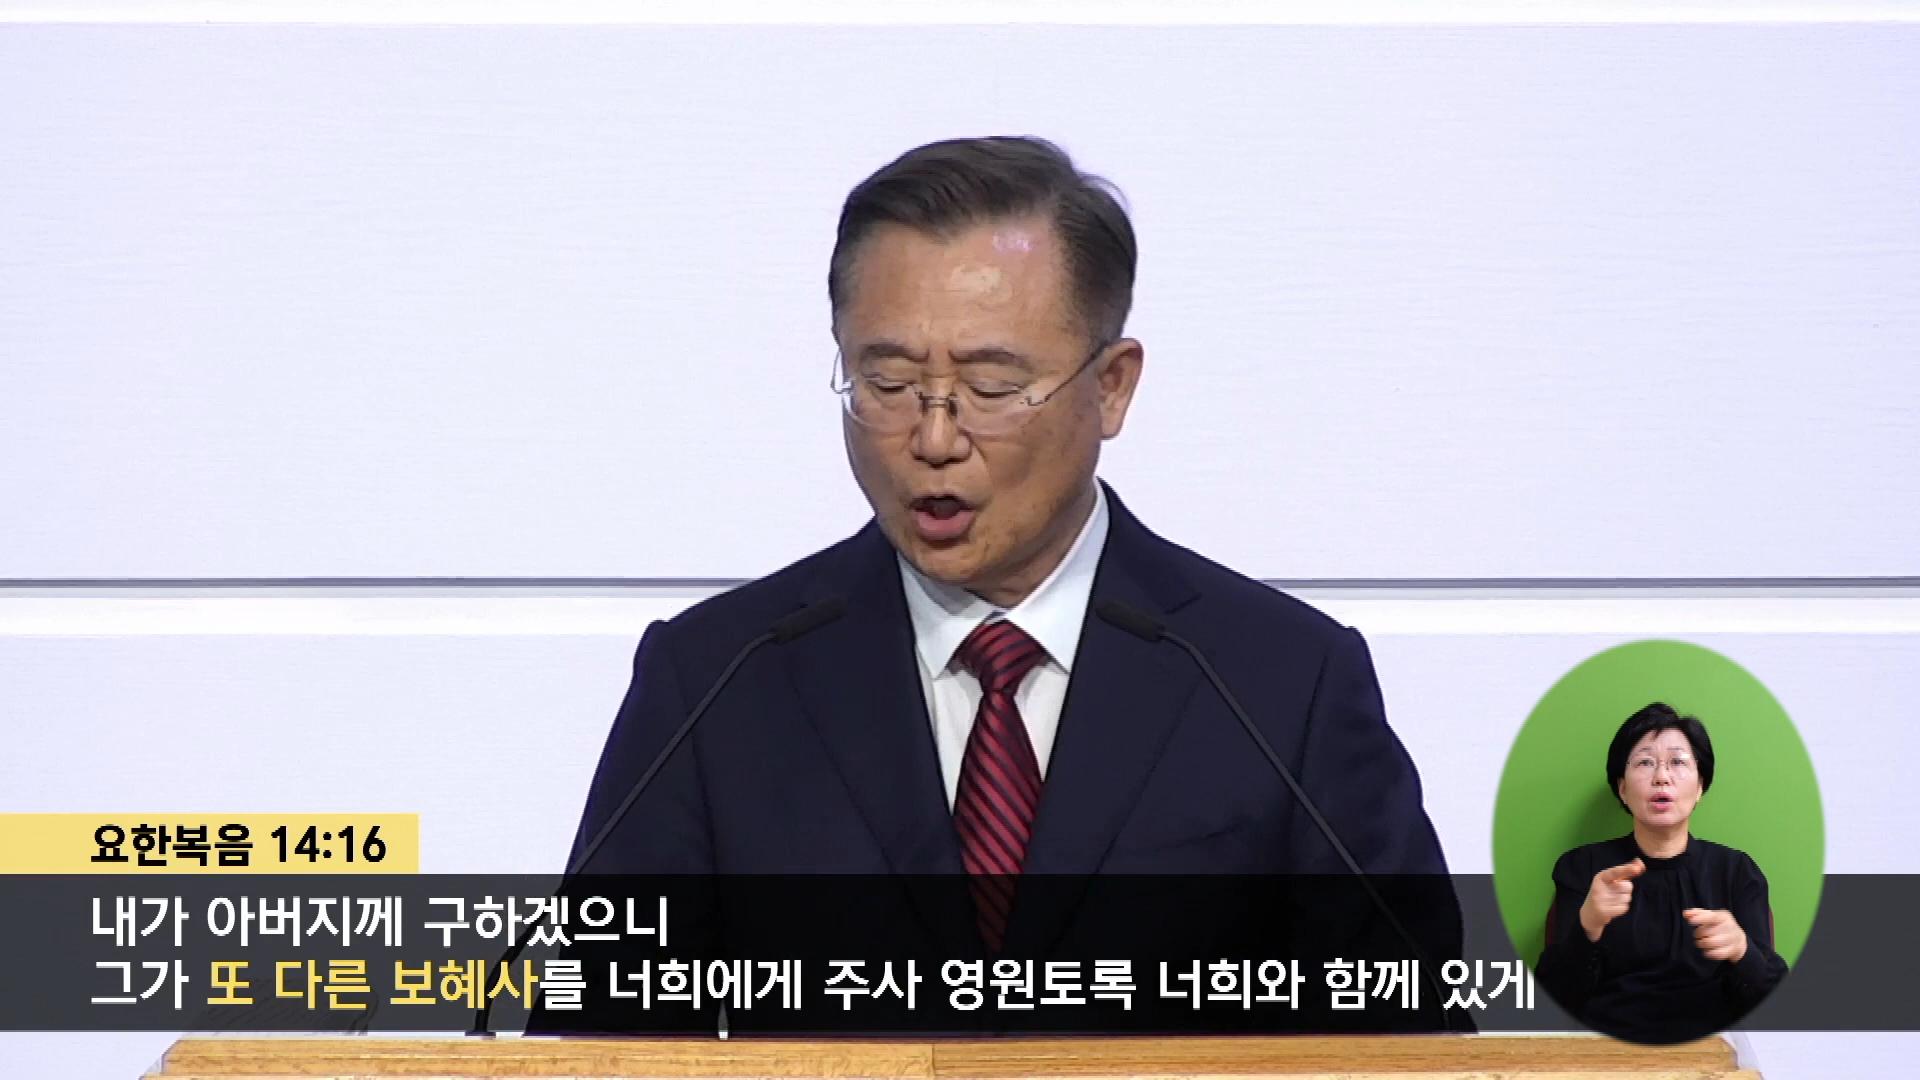 요한복음 14:16
내가 아버지께 구하겠으니
그가 또 다른 보혜사를 너희에게 주사 영원토록 너희와 함께 있게